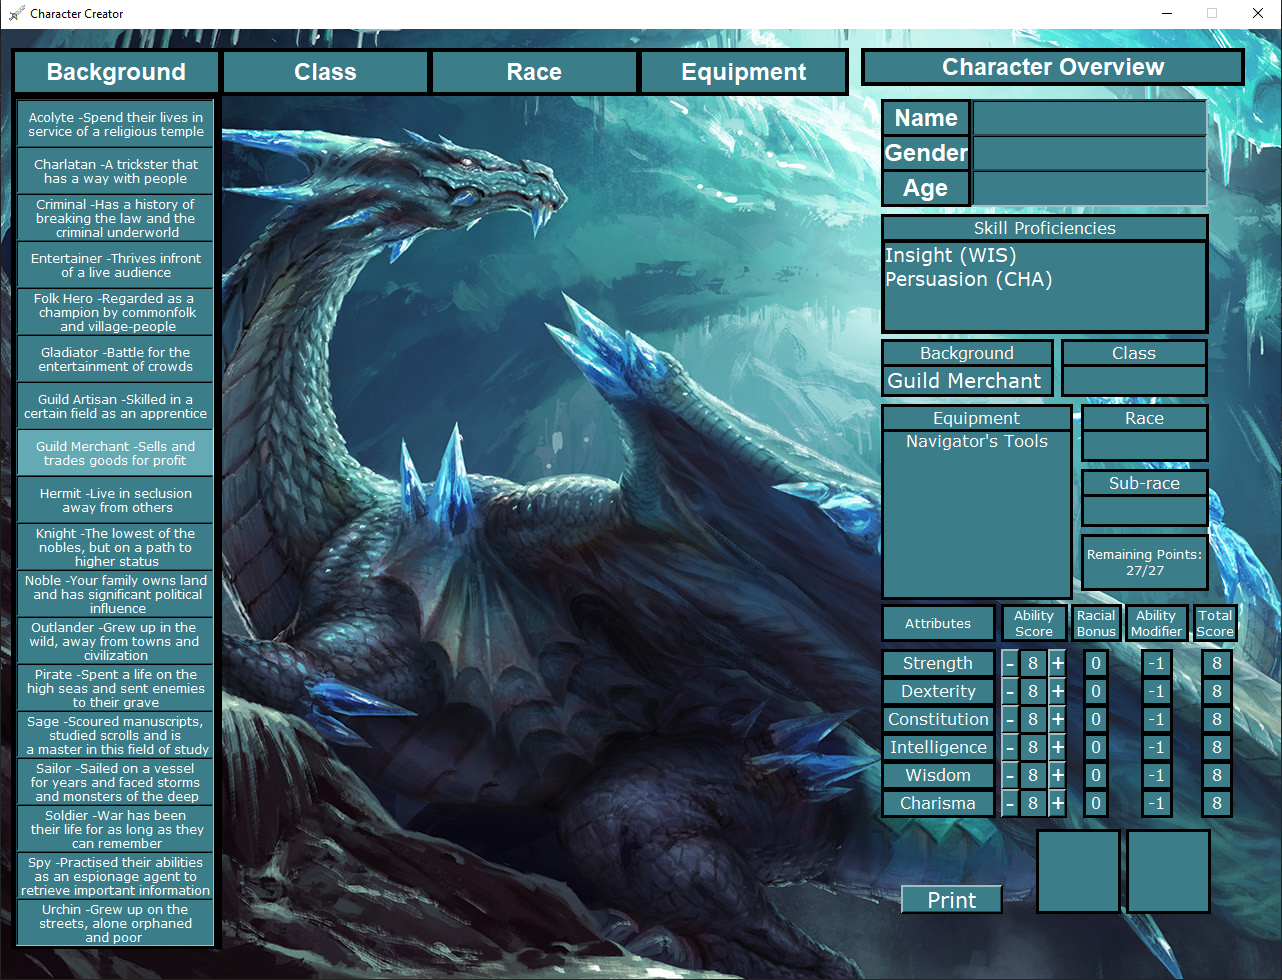 Character Creator
Background
Class
Race
Equipment
Character Overview
Acolyte -Spend their lives in
service of a religious temple
Charlatan -A trickster that
has a way with people
Criminal -Has a history of
breaking the law and the
criminal underworld
Entertainer -Thrives infront
of a live audience
Folk Hero -Regarded as a
champion by commonfolk
and village-people
Gladiator -Battle for the
entertainment of crowds
Guild Artisan -Skilled in a
certain field as an apprentice
Guild Merchant -Sells and
trades goods for profit
Hermit -Live in seclusion
away from others
Knight -The lowest of the
nobles, but on a path to
higher status
Noble -Your family owns land
and has significant political
influence
Outlander -Grew up in the
wild, away from towns and
civilization
Pirate -Spent a life on the
high seas and sent enemies
to their grave
Sage -Scoured manuscripts,
studied scrolls and is
a master in this field of study
Sailor -Sailed on a vessel
for years and faced storms
and monsters of the deep
Soldier -War has been
their life for as long as they
can remember
Spy -Practised their abilities
as an espionage agent to
retrieve important information
Urchin -Grew up on the
streets, alone orphaned
and poor
Name
Gender
Age
Skill Proficiencies
Insight (WIS)
Persuasion (CHA)
Background
Guild Merchant
Class
Equipment
Navigator's Tools
Race
Sub-race
Remaining Points:
27/27
Attributes
Ability
Score
Racial
Bonus
Ability
Modifier
Total
Score
Strength - 8 + 0 -1 8
Dexterity - 8 + 0 -1 8
Constitution - 8 + 0 -1 8
Intelligence - 8 + 0 -1 8
Wisdom - 8 + 0 -1 8
Charisma - 8 + 0 -1 8
Print